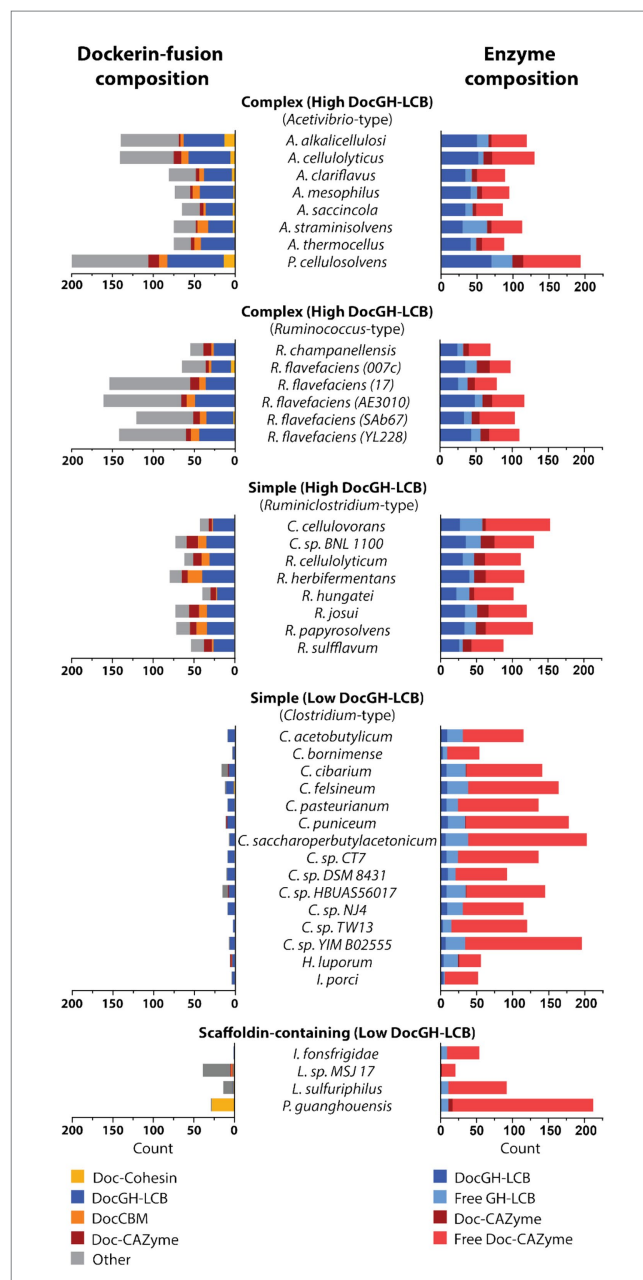 Dockerin-fusion
composition
Enzyme
composition
Complex (High DocGH-LCB)
(Acetivibrio-type)
A. alkalicellulosi
A. cellulolyticus
A. clariflavus
A. mesophilus
A. saccincola
A. straminisolvens
A. thermocellus
P. cellulosolvens
200 150 100 50 0
0 50 100 150 200
Complex (High DocGH-LCB)
(Ruminococcus-type)
R. champanellensis
R. flavefaciens (007c)
R. flavefaciens (17)
R. flavefaciens (AE3010)
R. flavefaciens (SAb67)
R. flavefaciens (YL228)
200 150 100 50 0
0 50 100 150 200
Simple (High DocGH-LCB)
(Ruminiclostridium-type)
C. cellulovorans
C. sp. BNL 1100
R. cellulolyticum
R. herbifermentans
R. hungatei
R. josui
R. papyrosolvens
R. sulfflavum
200 150 100 50 0
0 50 100 150 200
Simple (Low DocGH-LCB)
(Clostridium-type)
C. acetobutylicum
C. bornimense
C. cibarium
C. felsineum
C. pasteurianum
C. puniceum
C. saccharoperbutylacetonicum
C. sp. CT7
C. sp. DSM 8431
C. sp. HBUAS56017
C. sp. NJ4
C. sp. TW13
C. sp. YIM B02555
H. luporum
I. porci
200 150 100 50 0
0 50 100 150 200
Scaffoldin-containing (Low DocGH-LCB)
I. fonsfrigidae
L. sp. MSJ 17
L. sulfuriphilus
P. guanghouensis
200 150 100 50 0
0 50 100 150 200
Count
Count
Doc-Cohesin
DocGH-LCB
DocCBM
Doc-CAZyme
Other
DocGH-LCB
Free GH-LCB
Doc-CAZyme
Free Doc-CAZyme